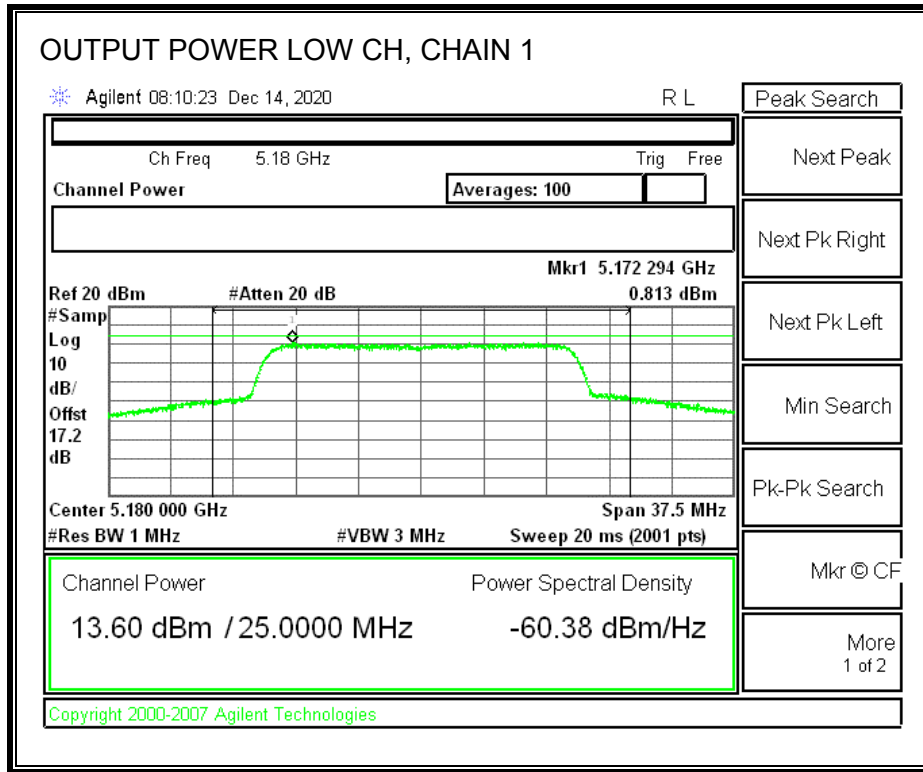 OUTPUT POWER LOW CH, CHAIN 1
Agilent 08:10:23 Dec 14, 2020 R L
Peak Search
Ch Freq 5.18 GHz Trig Free
Channel Power Averages: 100
Mkr1 5.172 294 GHz
Ref 20 dBm #Atten 20 dB 0.813 dBm
#Samp
Log
10
dB/
Offst
17.2
dB
1
Center 5.180 000 GHz Span 37.5 MHz
#Res BW 1 MHz #VBW 3 MHz Sweep 20 ms (2001 pts)
Channel Power Power Spectral Density
13.60 dBm / 25.0000 MHz -60.38 dBm/Hz
Copyright 2000-2007 Agilent Technologies
Next Peak
Next Pk Right
Next Pk Left
Min Search
Pk-Pk Search
Mkr © CF
More
1 of 2